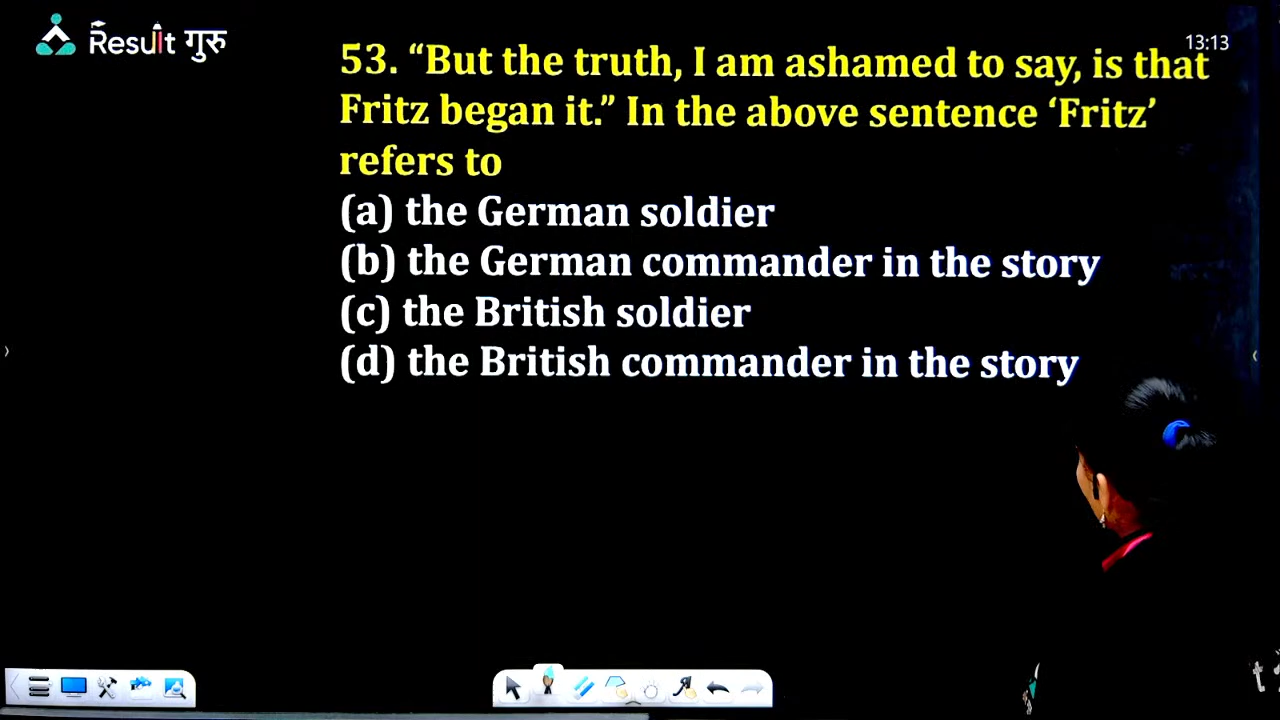 Result गुरु
13:13
53. “But the truth, I am ashamed to say, is that
Fritz began it.” In the above sentence ‘Fritz’
refers to
(a) the German soldier
(b) the German commander in the story
(c) the British soldier
(d) the British commander in the story